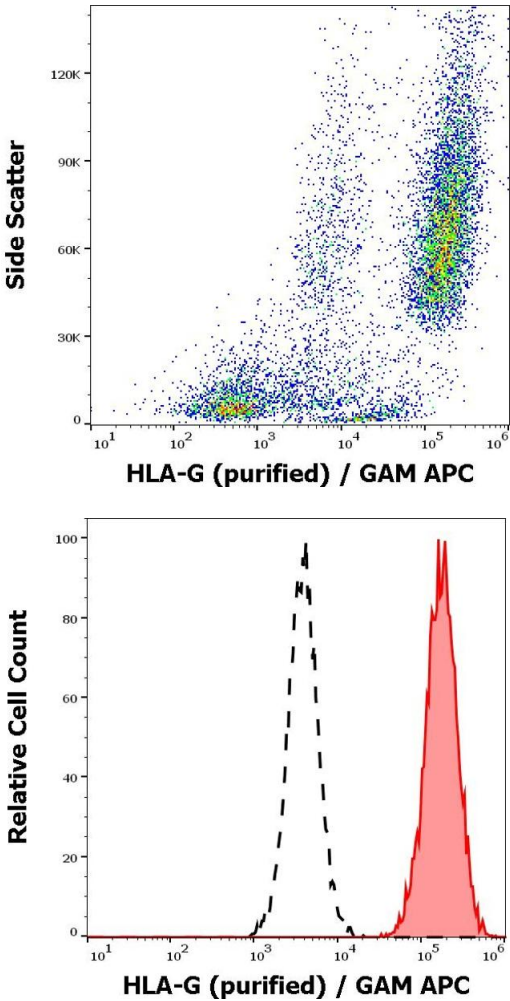 120K
90K
60K
30K
0
Side Scatter
10¹ 10² 10³ 10⁴ 10⁵ 10⁶
HLA-G (purified) / GAM APC
100
80
60
40
20
0
Relative Cell Count
10¹ 10² 10³ 10⁴ 10⁵ 10⁶
HLA-G (purified) / GAM APC